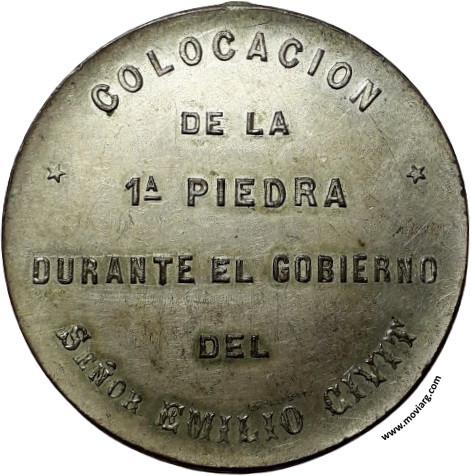 COLOCACION
DE LA
1A PIEDRA
DURANTE EL GOBIERNO
DEL
SEÑOR EMILIO CIVIT
www.moviarg.com